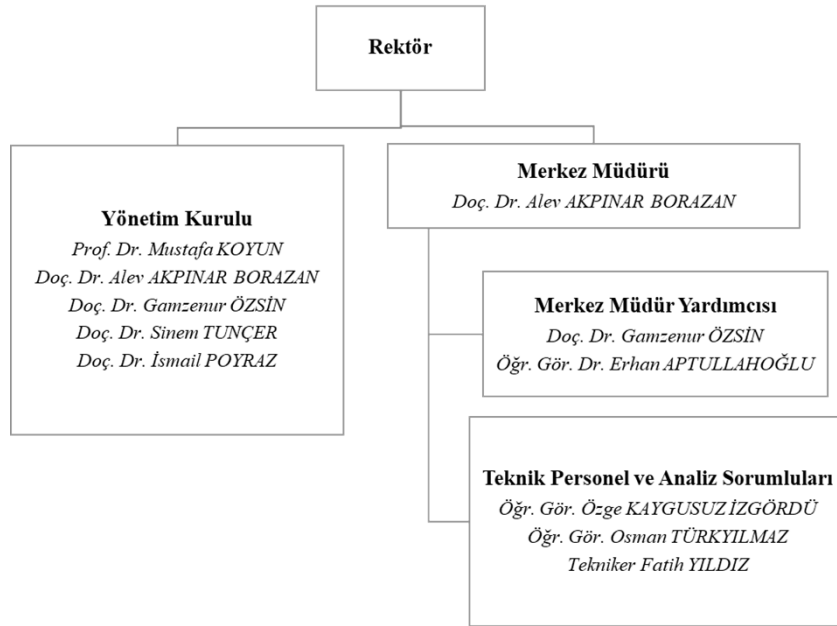 Rektör
Yönetim Kurulu
Prof. Dr. Mustafa KOYUN
Doç. Dr. Alev AKPINAR BORAZAN
Doç. Dr. Gamzenur ÖZSİN
Doç. Dr. Sinem TUNÇER
Doç. Dr. İsmail POYRAZ
Merkez Müdürü
Doç. Dr. Alev AKPINAR BORAZAN
Merkez Müdür Yardımcısı
Doç. Dr. Gamzenur ÖZSİN
Öğr. Gör. Dr. Erhan APTULLAHOĞLU
Teknik Personel ve Analiz Sorumluları
Öğr. Gör. Özge KAYGUSUZ İZGÖRDÜ
Öğr. Gör. Osman TÜRKYILMAZ
Tekniker Fatih YILDIZ